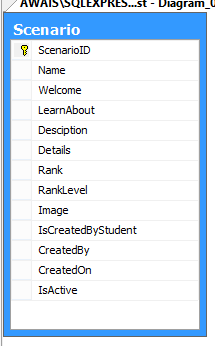 AWAIS\SQLEXPRES...st - Diagram_0
Scenario
ScenarioID
Name
Welcome
LearnAbout
Desciption
Details
Rank
RankLevel
Image
IsCreatedByStudent
CreatedBy
CreatedOn
IsActive